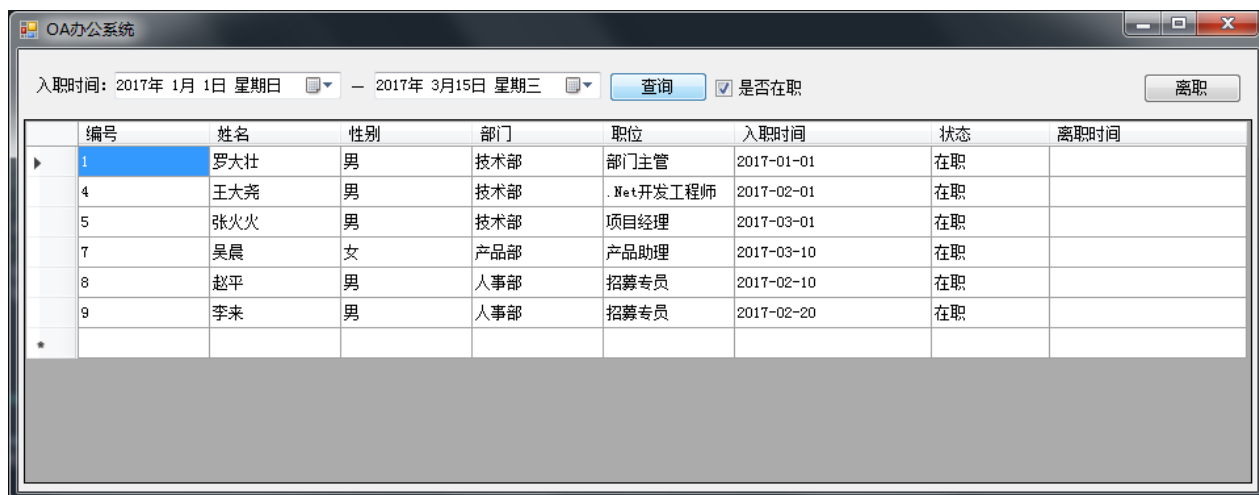 OA办公系统
入职时间: 2017年 1月 1日 星期日 — 2017年 3月15日 星期三 查询 是否在职 离职
编号 姓名 性别 部门 职位 入职时间 状态 离职时间
1 罗大壮 男 技术部 部门主管 2017-01-01 在职
4 王大尧 男 技术部 .Net开发工程师 2017-02-01 在职
5 张火火 男 技术部 项目经理 2017-03-01 在职
7 吴晨 女 产品部 产品助理 2017-03-10 在职
8 赵平 男 人事部 招募专员 2017-02-10 在职
9 李来 男 人事部 招募专员 2017-02-20 在职